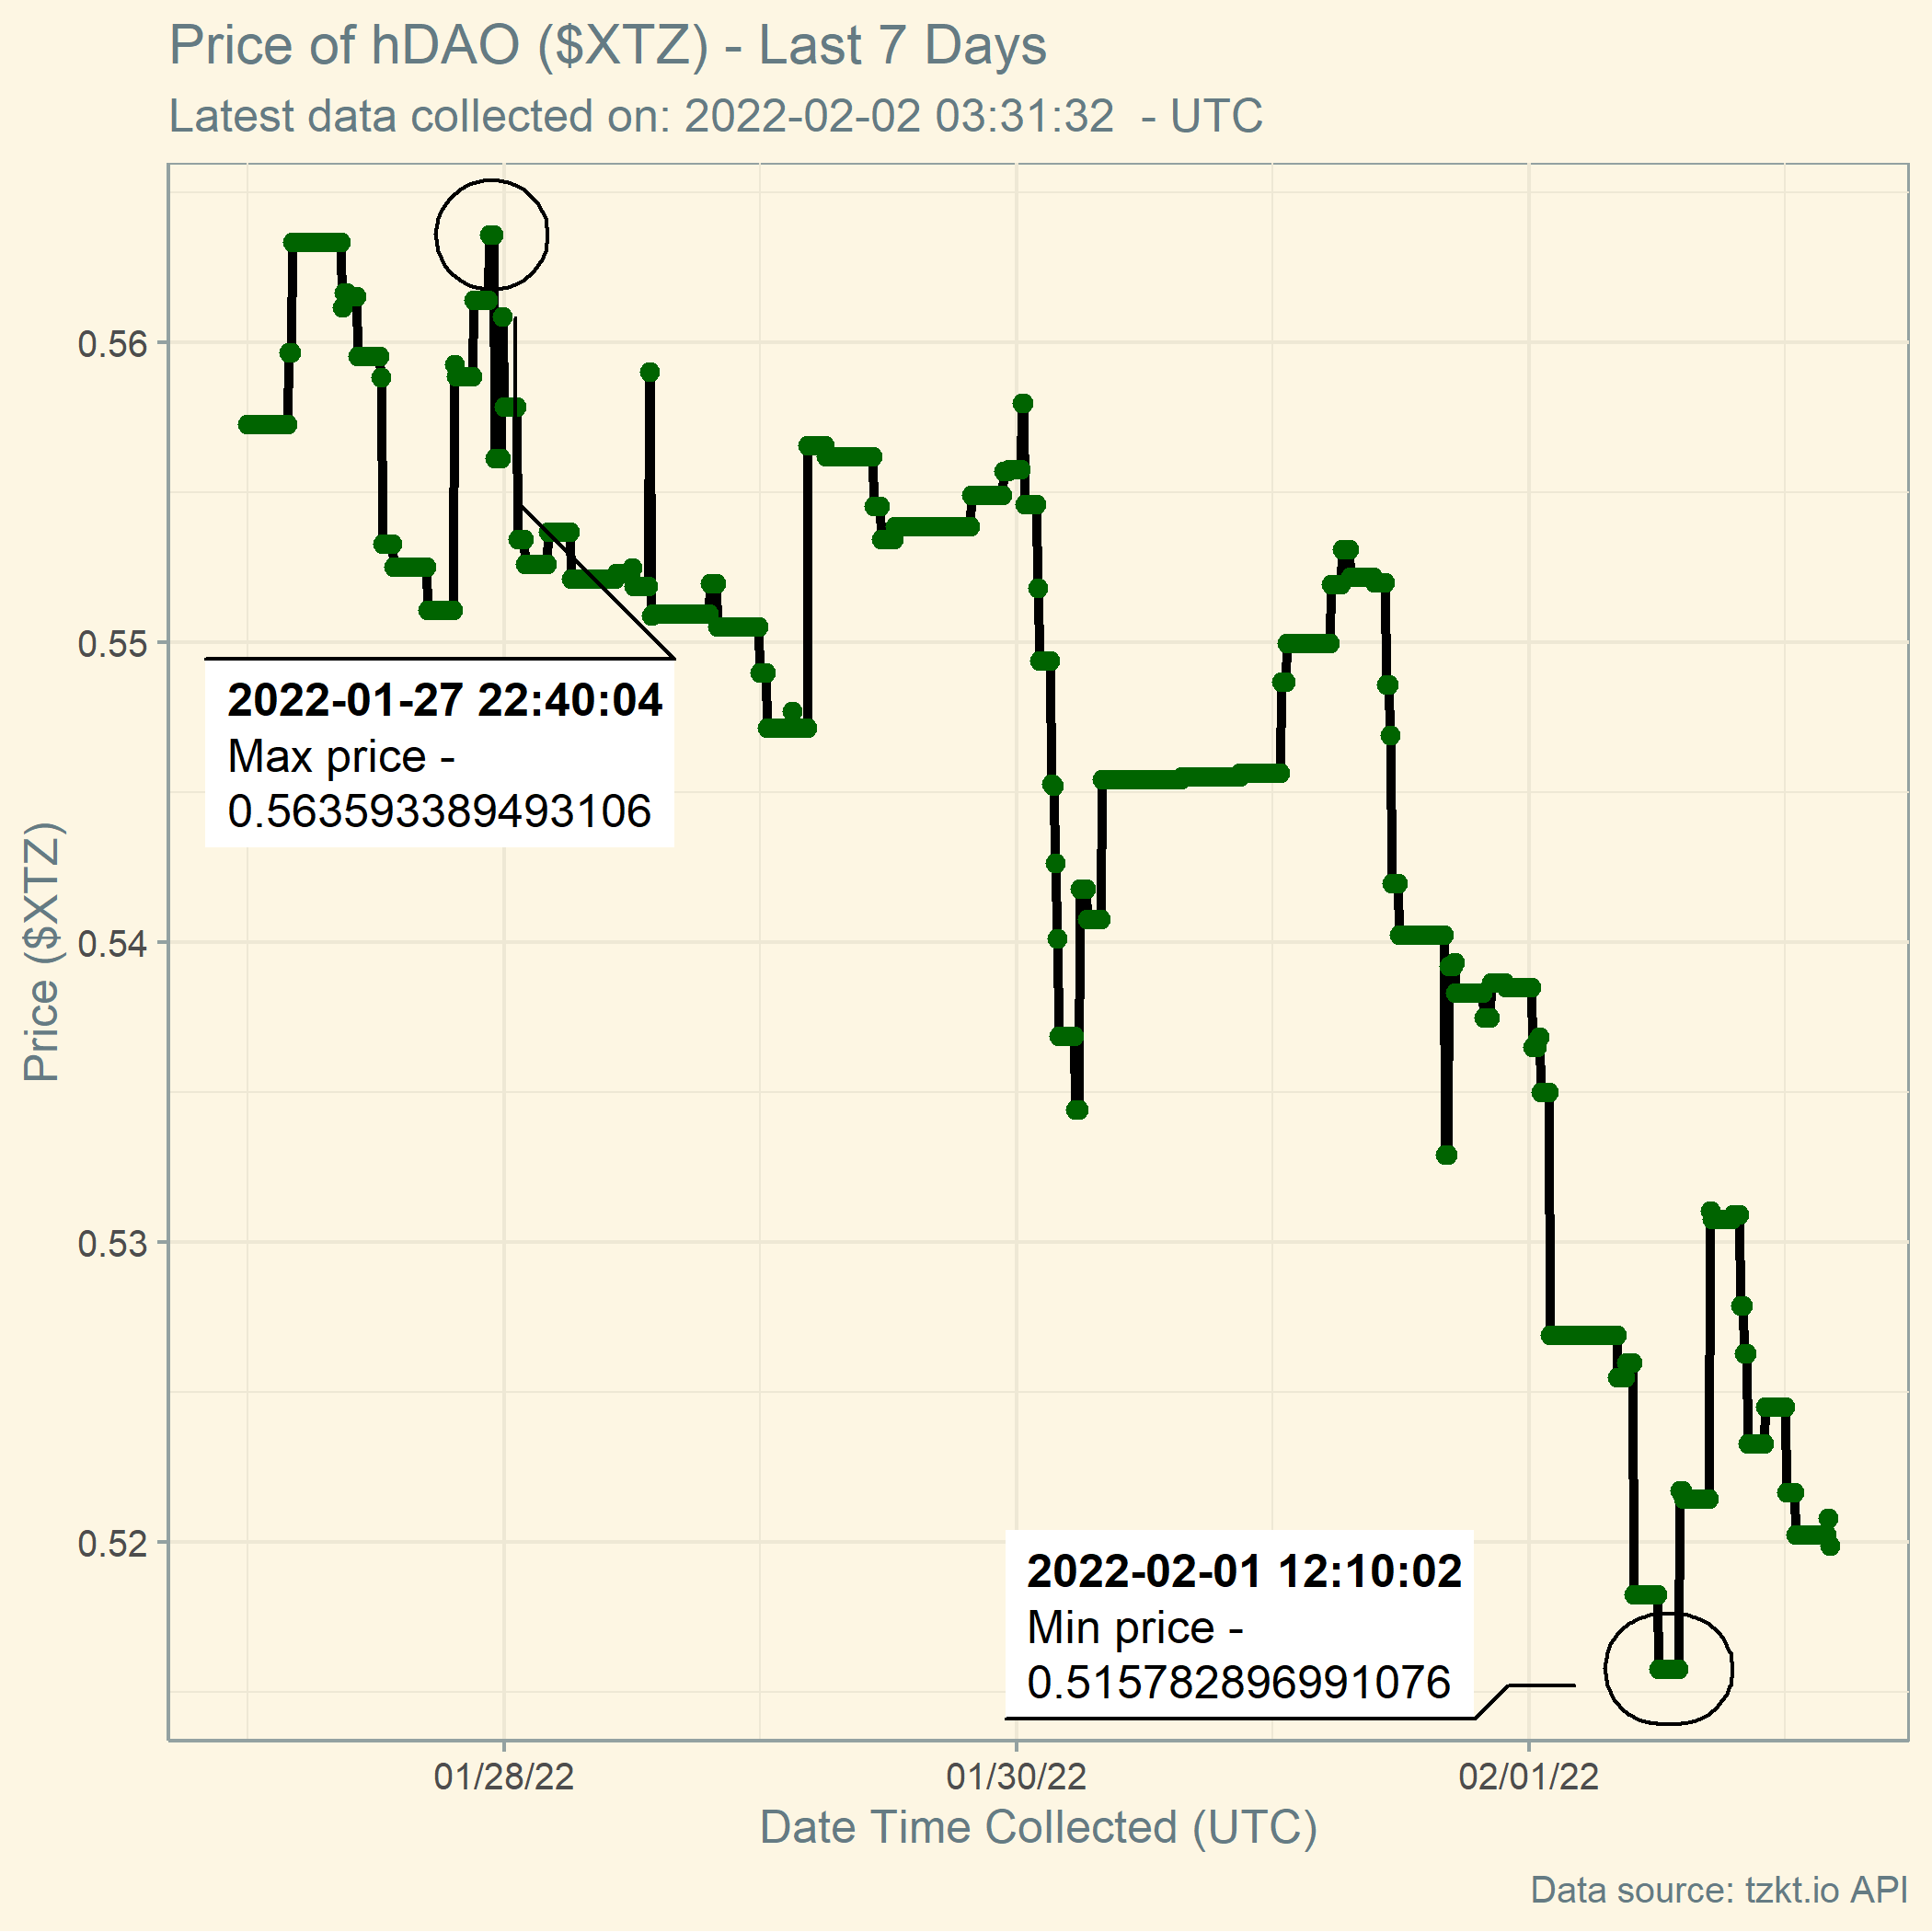 Price of hDAO ($XTZ) - Last 7 Days
Latest data collected on: 2022-02-02 03:31:32  - UTC
Price ($XTZ)
0.56
0.55
0.54
0.53
0.52
2022-01-27 22:40:04
Max price -
0.563593389493106
2022-02-01 12:10:02
Min price -
0.515782896991076
01/28/22
01/30/22
02/01/22
Date Time Collected (UTC)
Data source: tzkt.io API